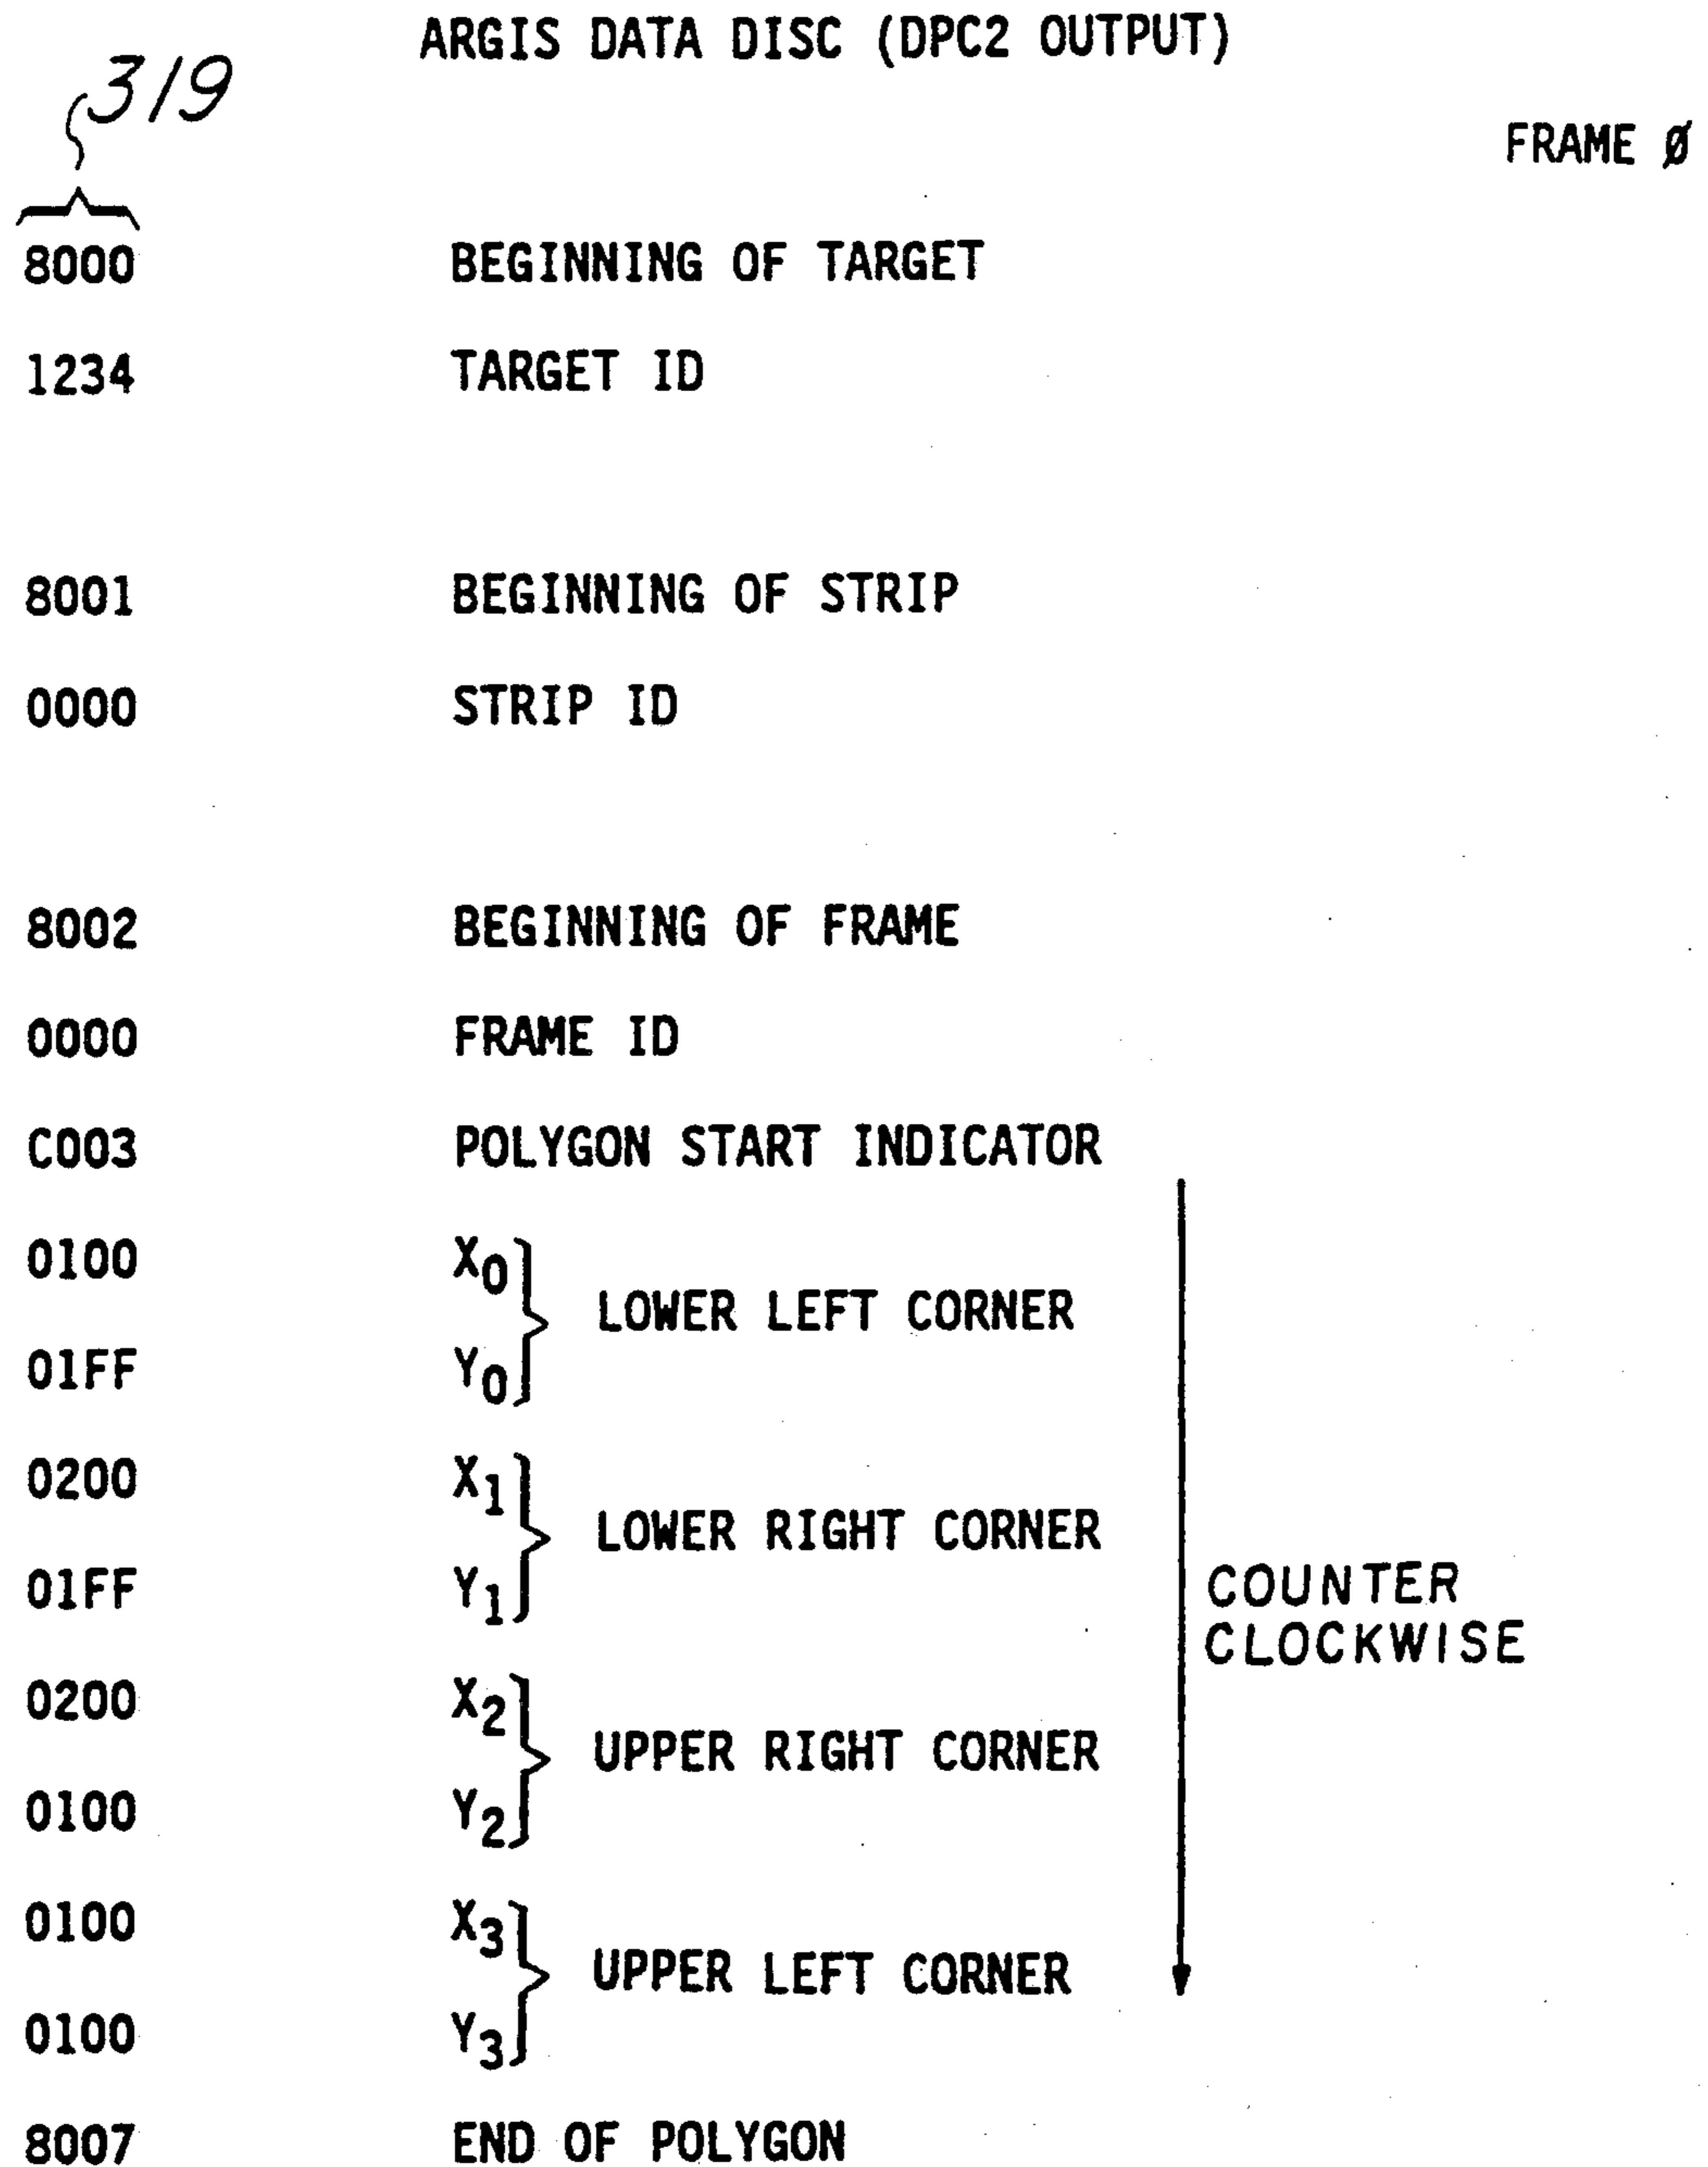 ARGIS DATA DISC (DPC2 OUTPUT)
319
FRAME Ø
8000 BEGINNING OF TARGET
1234 TARGET ID
8001 BEGINNING OF STRIP
0000 STRIP ID
8002 BEGINNING OF FRAME
0000 FRAME ID
C003 POLYGON START INDICATOR
0100 X0
LOWER LEFT CORNER
01FF Y0
0200 X1
LOWER RIGHT CORNER
01FF Y1
COUNTER
CLOCKWISE
0200 X2
UPPER RIGHT CORNER
0100 Y2
0100 X3
UPPER LEFT CORNER
0100 Y3
8007 END OF POLYGON